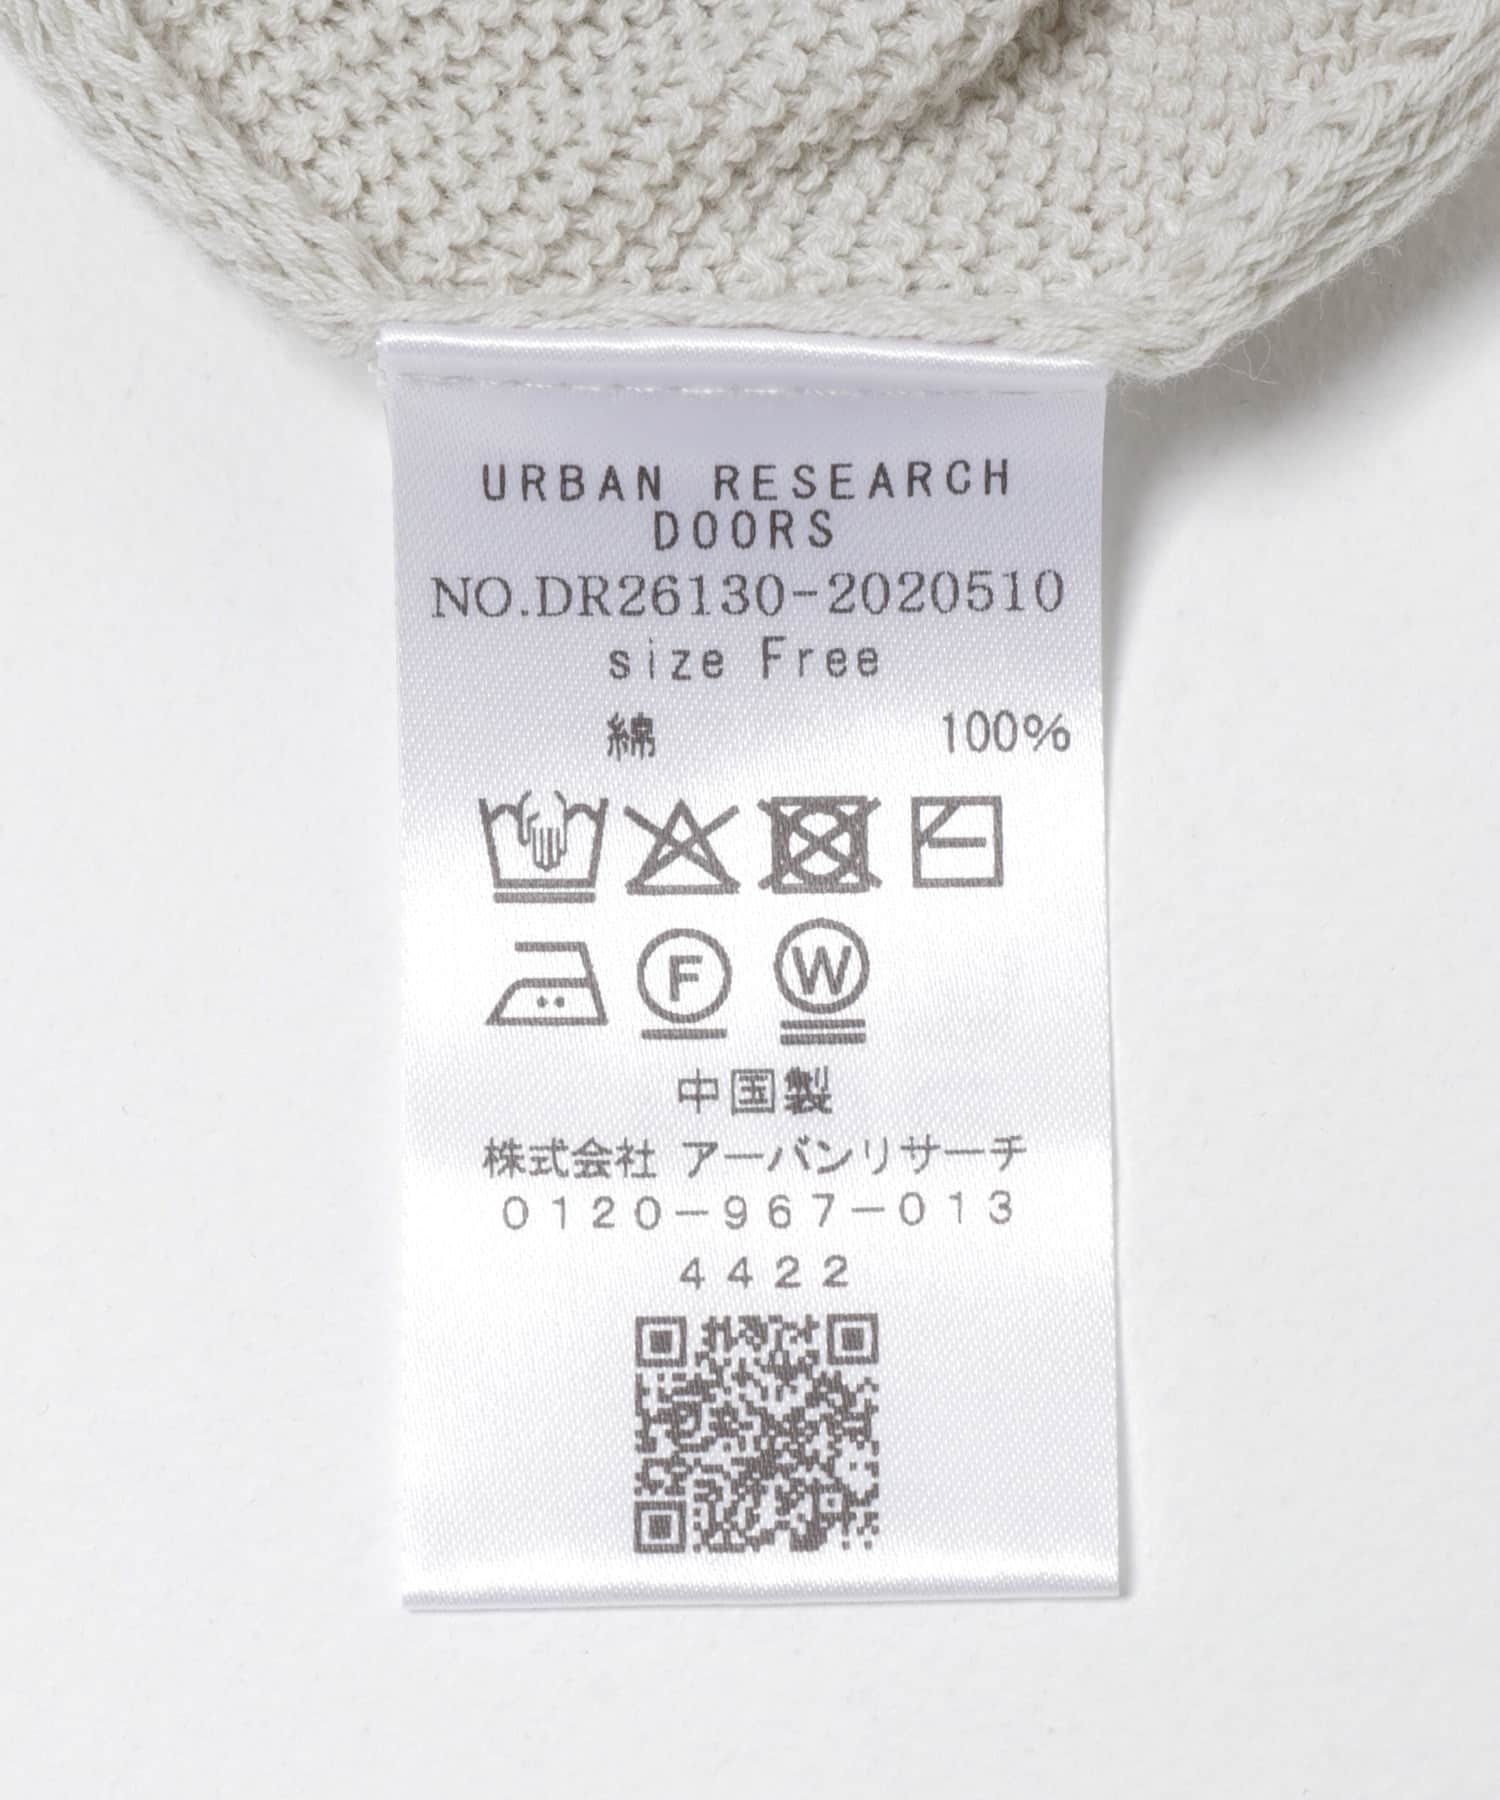 URBAN RESEARCH
DOORS
NO.DR26130-2020510
size Free
綿 100%
F W
中国製
株式会社 アーバンリサーチ
0120-967-013
4422